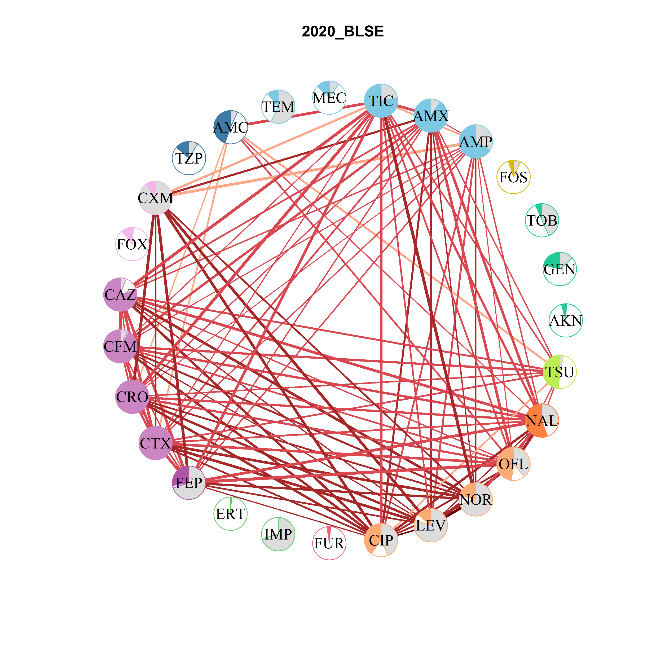 2020_BLSE
TIC
MEC
TEM
AMX
AMC
AMP
TZP
FOS
CXM
TOB
FOX
GEN
CAZ
AKN
CFM
TSU
CRO
NAL
CTX
OFL
FEP
NOR
ERT
LEV
IMP
FUR
CIP